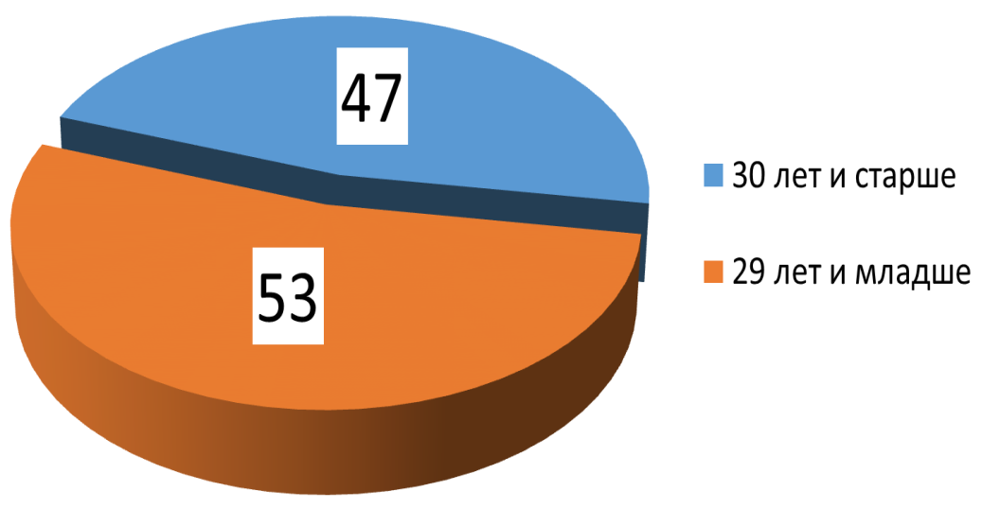 47
53
30 лет и старше
29 лет и младше